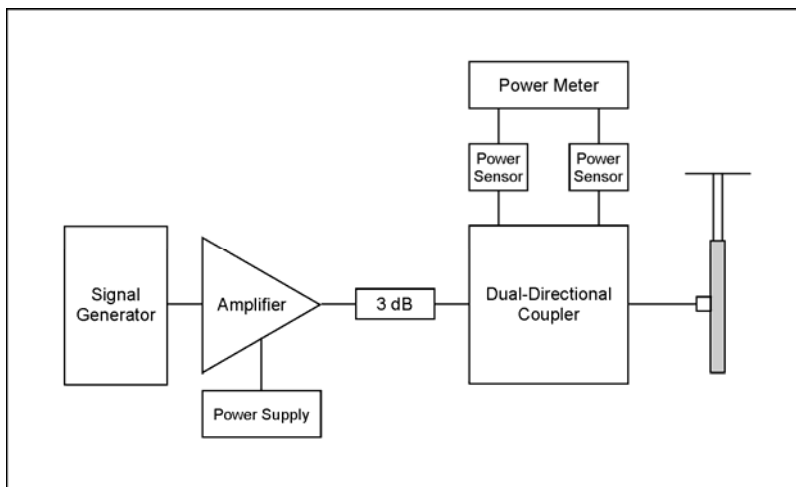 Power Meter
Power
Sensor
Power
Sensor
Signal
Generator
Amplifier
3 dB
Dual-Directional
Coupler
Power Supply